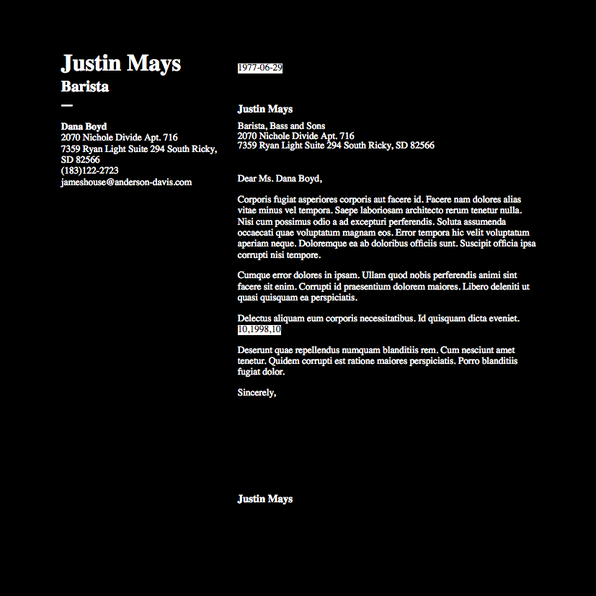 Justin Mays
Barista
Dana Boyd
2070 Nichole Divide Apt. 716
7359 Ryan Light Suite 294 South Ricky,
SD 82566
(183)122-2723
jameshouse@anderson-davis.com
1977-06-29
Justin Mays
Barista, Bass and Sons
2070 Nichole Divide Apt. 716
7359 Ryan Light Suite 294 South Ricky, SD 82566
Dear Ms. Dana Boyd,
Corporis fugiat asperiores corporis aut facere id. Facere nam dolores alias
vitae minus vel tempora. Saepe laboriosam architecto rerum tenetur nulla.
Nisi cum possimus odio a ad excepturi perferendis. Soluta assumenda
occaecati quae voluptatum magnam eos. Error tempora hic velit voluptatum
aperiam neque. Doloremque ea ab doloribus officiis sunt. Suscipit officia ipsa
corrupti nisi tempore.
Cumque error dolores in ipsam. Ullam quod nobis perferendis animi sint
facere sit enim. Corrupti id praesentium dolorem maiores. Libero deleniti ut
quasi quisquam ea perspiciatis.
Delectus aliquam eum corporis necessitatibus. Id quisquam dicta eveniet.
10,1998,10
Deserunt quae repellendus numquam blanditiis rem. Cum nesciunt amet
tenetur. Quidem corrupti est ratione maiores perspiciatis. Porro blanditiis
fugiat dolor.
Sincerely,
Justin Mays